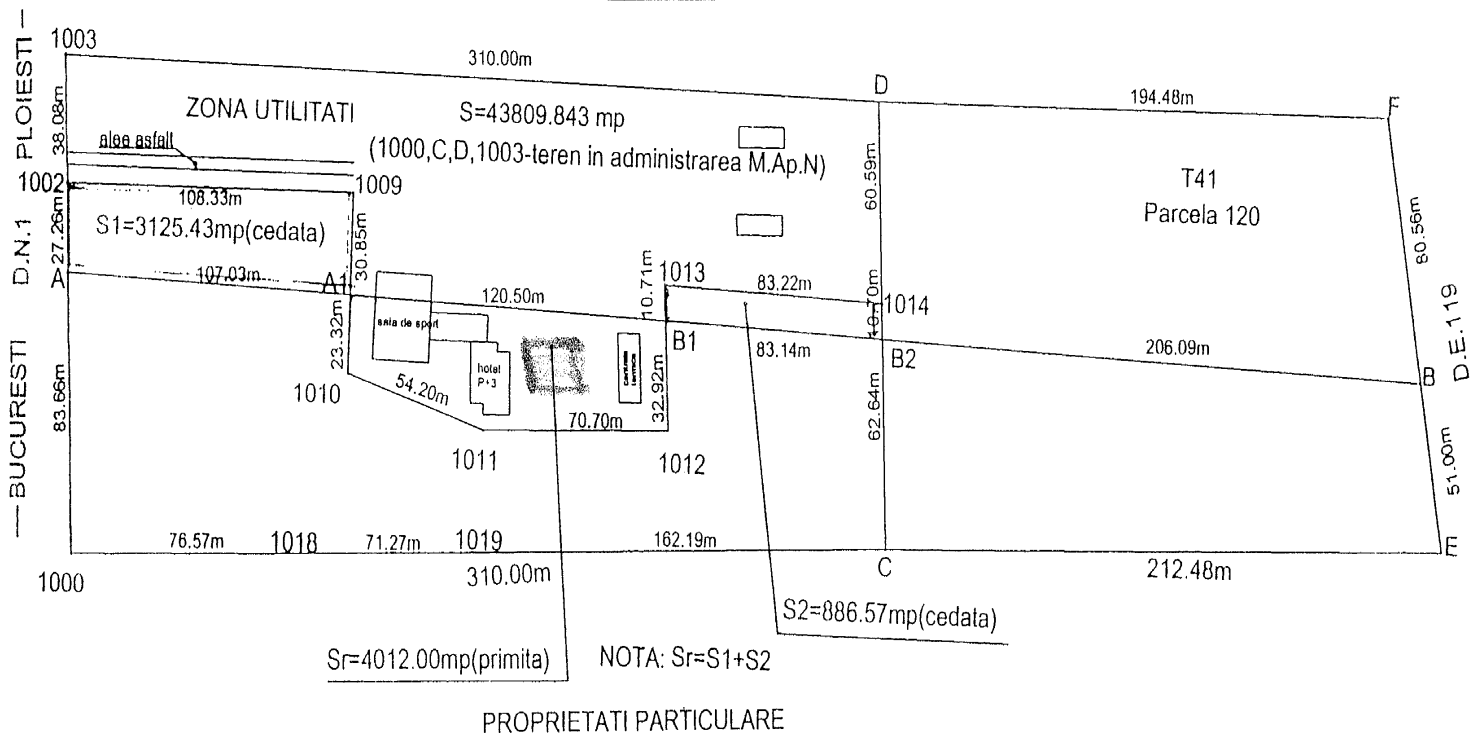 1003
310.00m
D
194.48m
F
ZONA UTILITATI
S=43809.843 mp
(1000,C,D,1003-teren in administrarea M.Ap.N)
alee asfalt
38.08m
1002
108.33m
1009
S1=3125.43mp(cedata)
27.26m
30.85m
A
107.03m
A1
120.50m
10.71m
1013
83.22m
10.70m
1014
60.59m
T41
Parcela 120
D.E.119
B1
83.14m
B2
206.09m
B
sala de sport
hotel
P+3
centrala
termica
23.32m
1010
54.20m
1011
70.70m
32.92m
1012
62.64m
51.00m
83.66m
— BUCURESTI D.N.1 PLOIESTI —
76.57m
1018
71.27m
1019
162.19m
C
E
1000
310.00m
212.48m
S2=886.57mp(cedata)
Sr=4012.00mp(primita)
NOTA: Sr=S1+S2
PROPRIETATI PARTICULARE